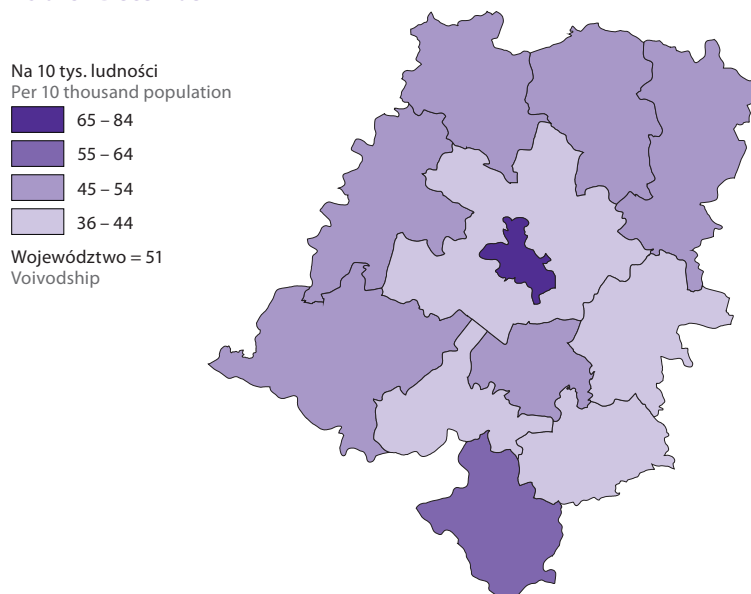 Na 10 tys. ludności
Per 10 thousand population
65 – 84
55 – 64
45 – 54
36 – 44
Województwo = 51
Voivodship